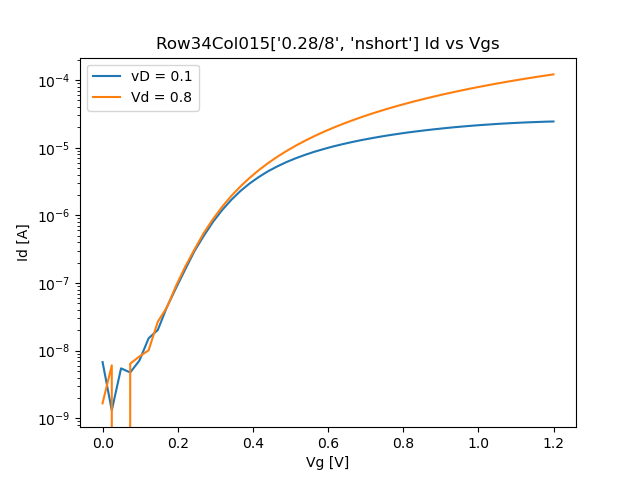 Row34Col015['0.28/8', 'nshort'] Id vs Vgs
vD = 0.1
Vd = 0.8
Id [A]
10⁻⁴
10⁻⁵
10⁻⁶
10⁻⁷
10⁻⁸
10⁻⁹
0.0 0.2 0.4 0.6 0.8 1.0 1.2
Vg [V]